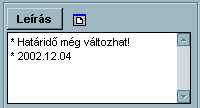 Leírás
* Határidő még változhat!
* 2002.12.04